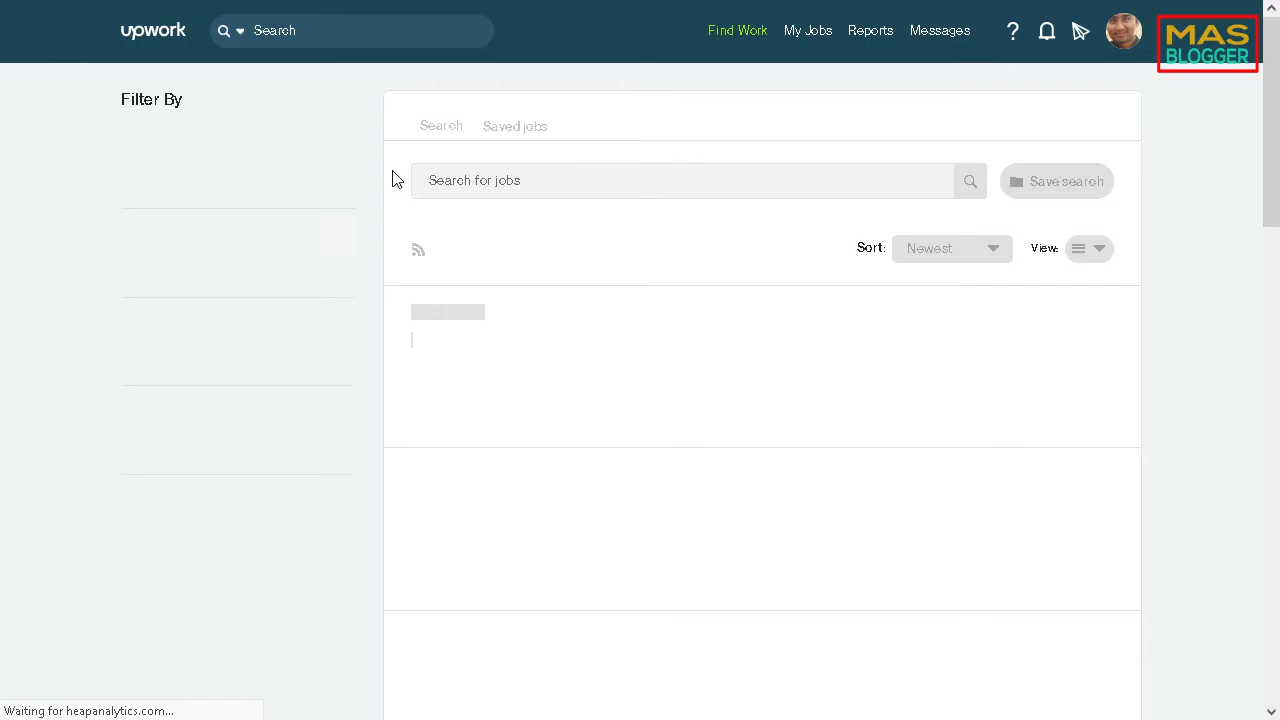 upwork
Search
Find Work
My Jobs
Reports
Messages
?
MAS
BLOGGER
Filter By
Search
Saved jobs
Search for jobs
Save search
Sort:
Newest
View:
Waiting for heapanalytics.com...